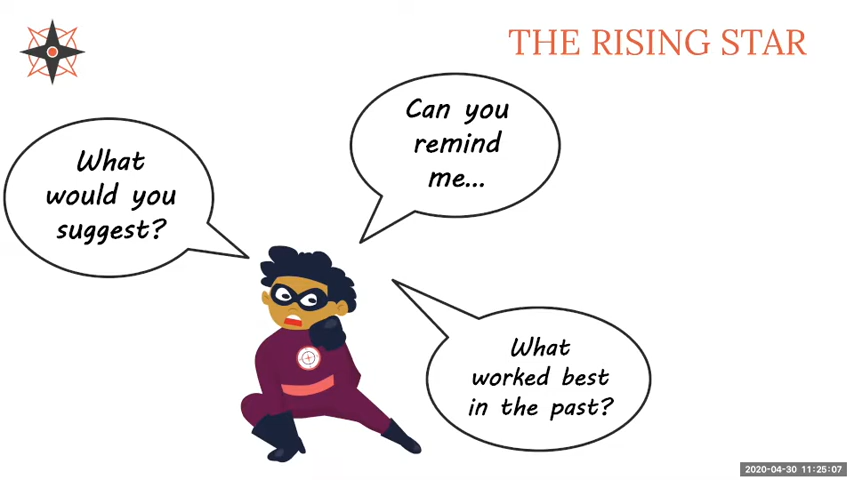 THE RISING STAR
What
would you
suggest?
Can you
remind
me...
What
worked best
in the past?
2020-04-30 11:25:07